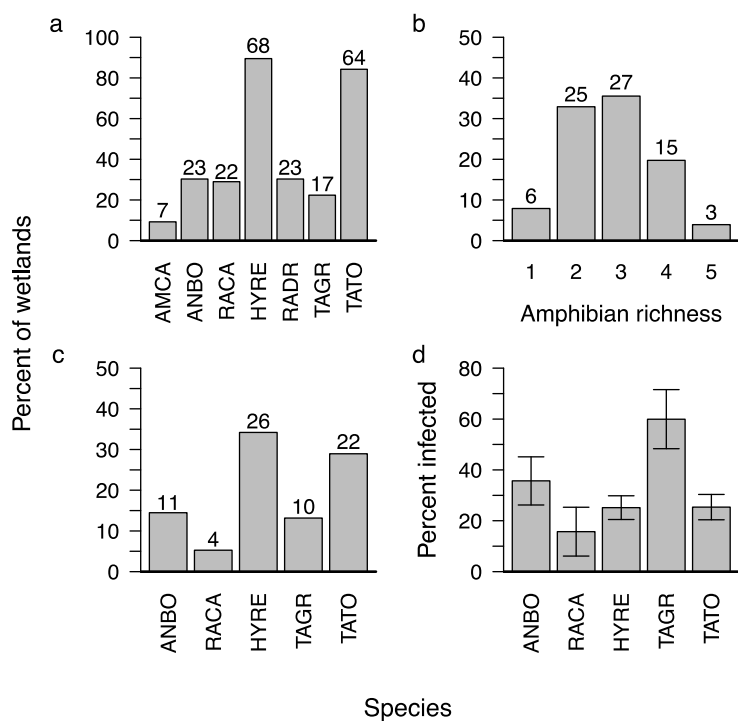 a
100
80
60
40
20
0
7
23
22
68
23
17
64
AMCA
ANBO
RACA
HYRE
RADR
TAGR
TATO
b
50
40
30
20
10
0
6
25
27
15
3
1 2 3 4 5
Amphibian richness
Percent of wetlands
c
50
40
30
20
10
0
11
4
26
10
22
ANBO
RACA
HYRE
TAGR
TATO
d
80
60
40
20
0
Percent infected
ANBO
RACA
HYRE
TAGR
TATO
Species